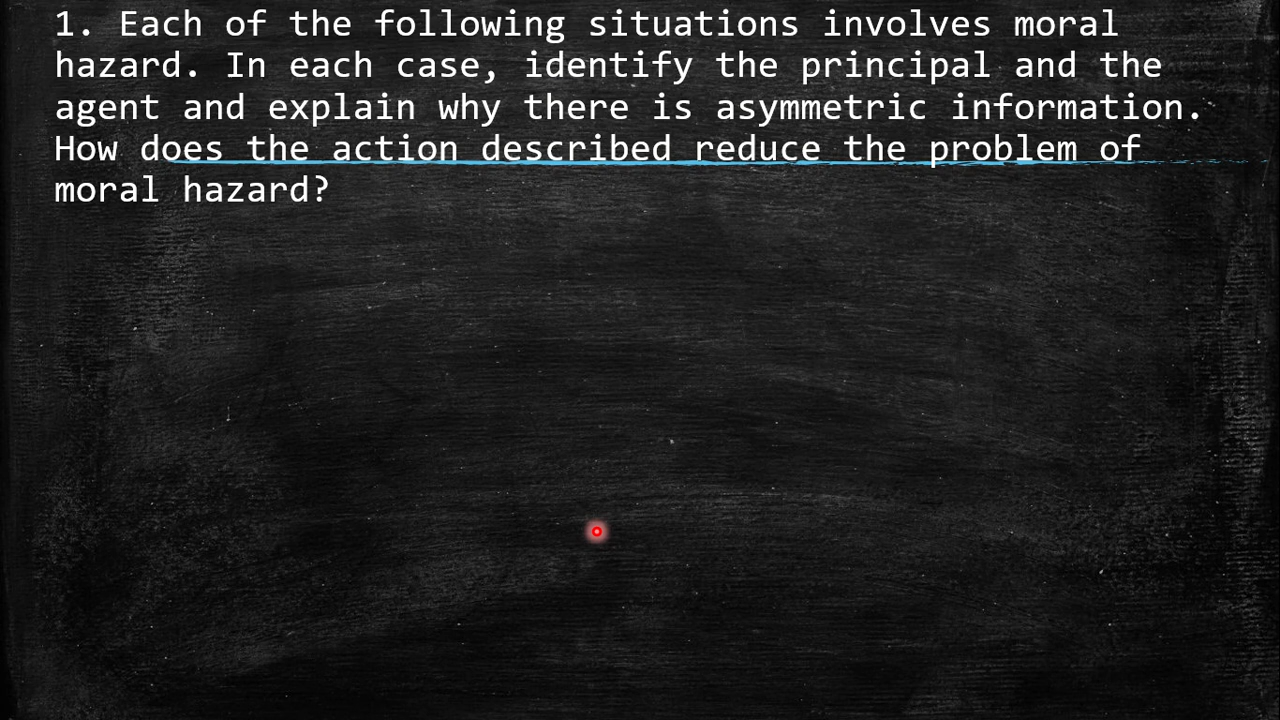 1. Each of the following situations involves moral
hazard. In each case, identify the principal and the
agent and explain why there is asymmetric information.
How does the action described reduce the problem of
moral hazard?